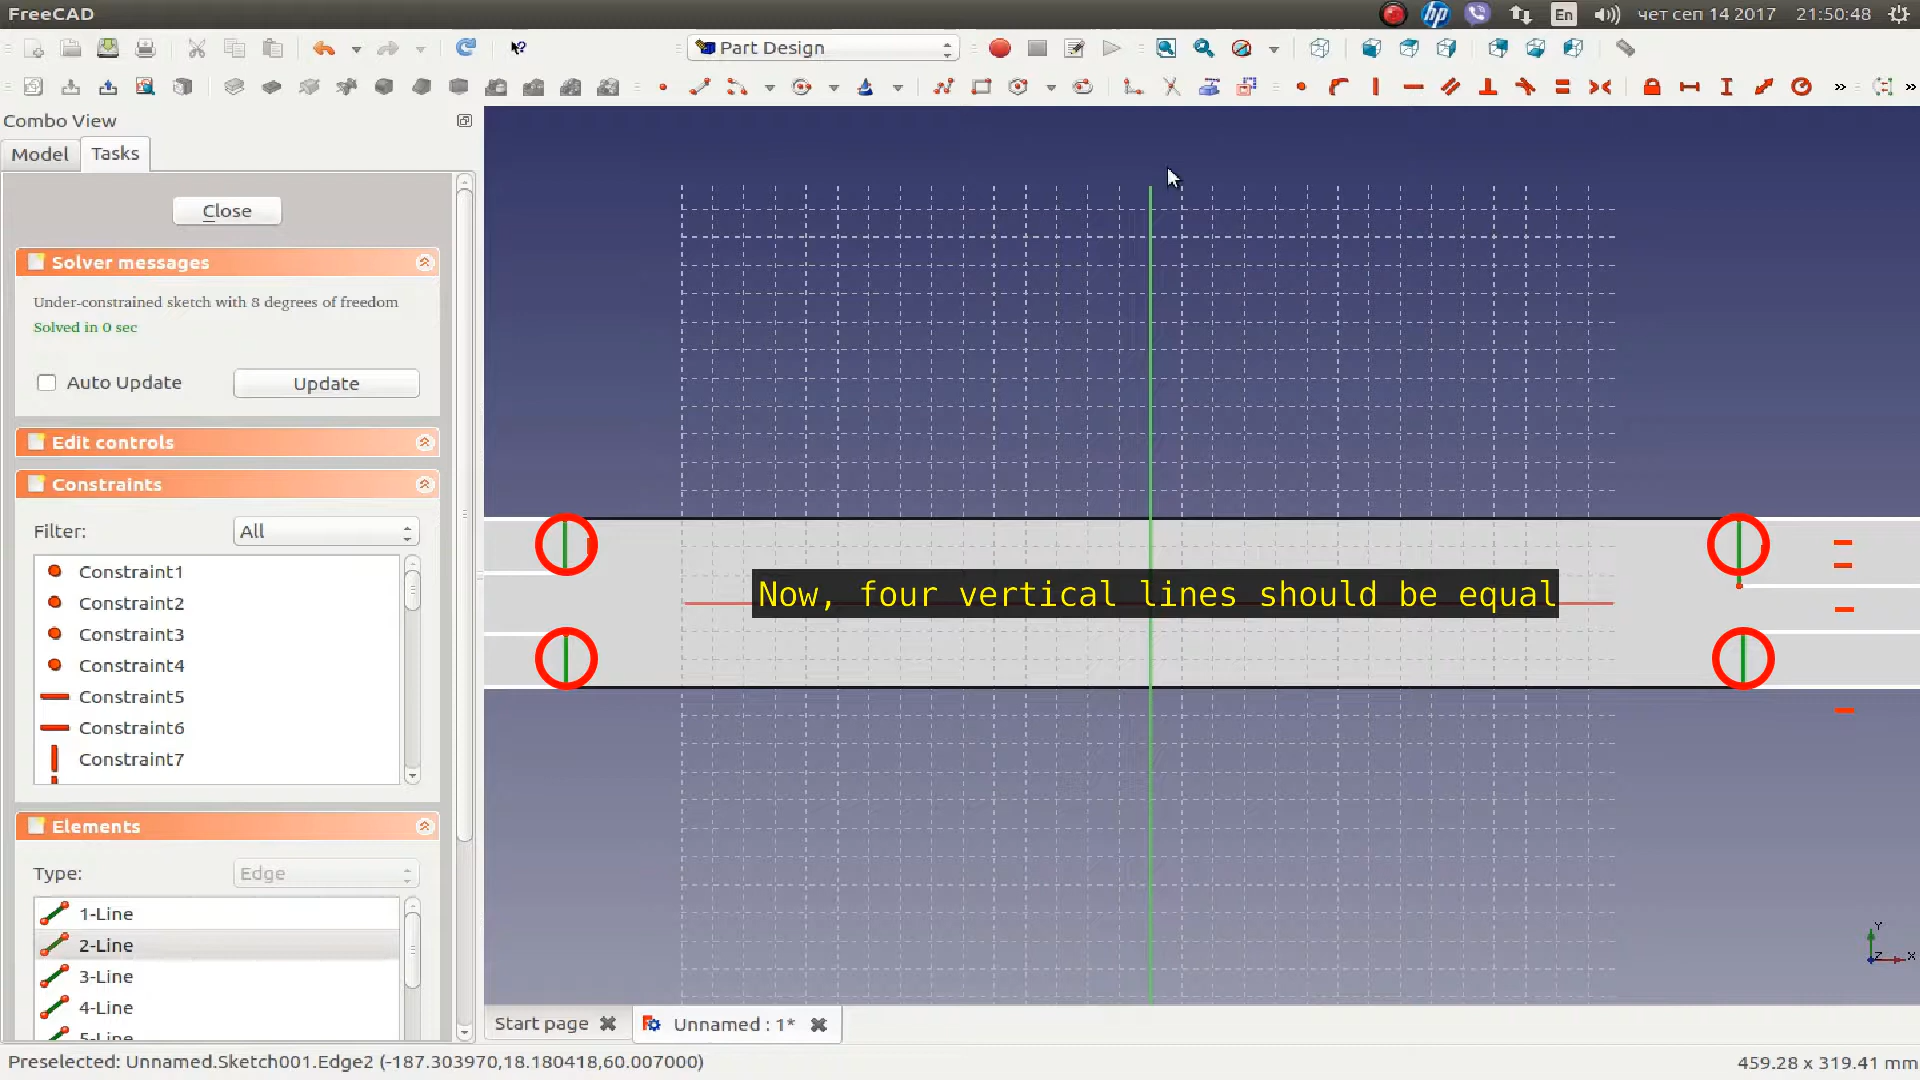 FreeCAD
hp
En
чет сеп 14 2017
21:50:48
Part Design
Combo View
Model
Tasks
Close
Solver messages
Under-constrained sketch with 8 degrees of freedom
Solved in 0 sec
Auto Update
Update
Edit controls
Constraints
Filter:
All
Constraint1
Constraint2
Constraint3
Constraint4
Constraint5
Constraint6
Constraint7
Elements
Type:
Edge
1-Line
2-Line
3-Line
4-Line
5-Line
Now, four vertical lines should be equal
Y
Z
X
Start page
Unnamed : 1*
Preselected: Unnamed.Sketch001.Edge2 (-187.303970,18.180418,60.007000)
459.28 x 319.41 mm